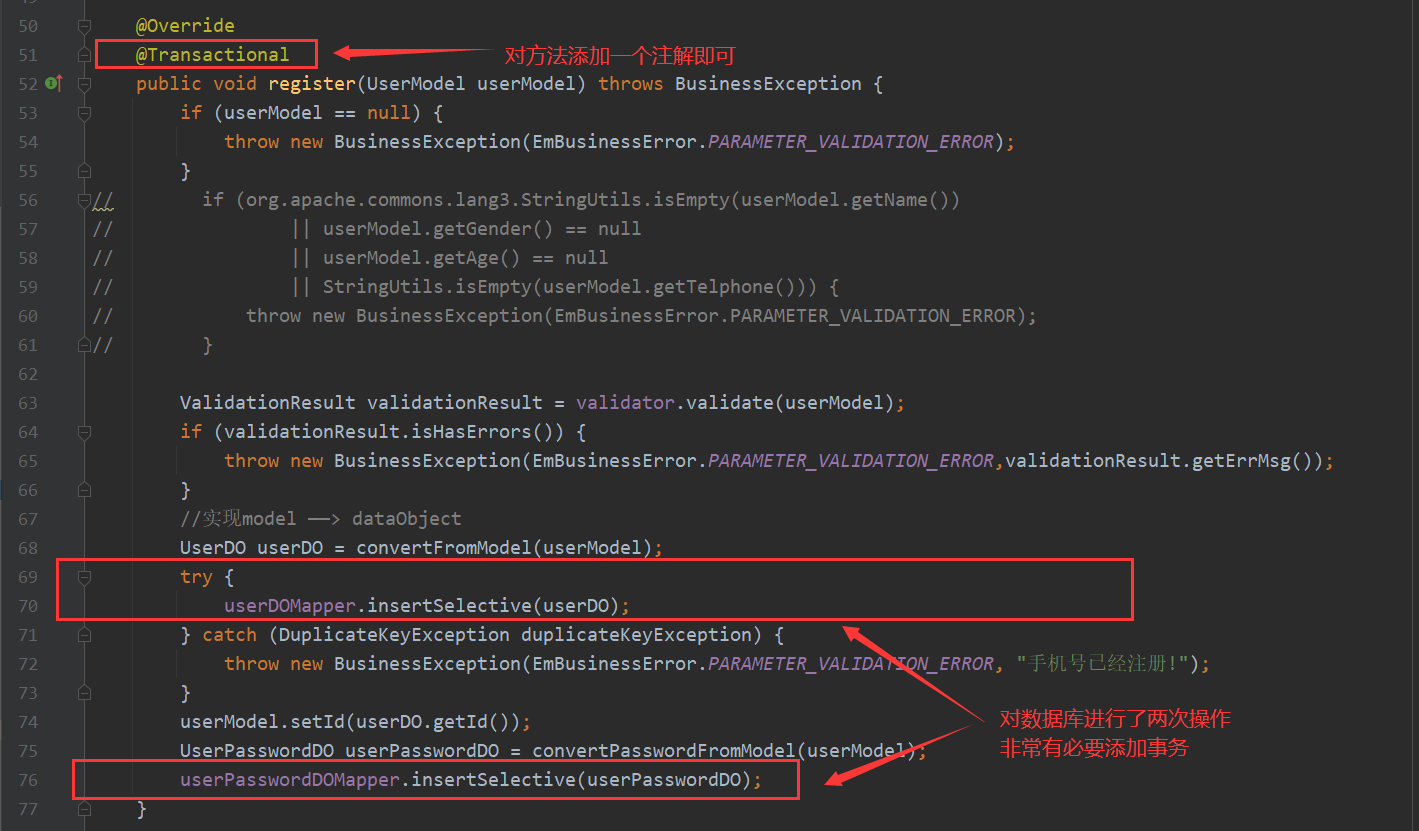 50 @Override
51 @Transactional 对方法添加一个注解即可
52 public void register(UserModel userModel) throws BusinessException {
53 if (userModel == null) {
54 throw new BusinessException(EmBusinessError.PARAMETER_VALIDATION_ERROR);
55 }
56 // if (org.apache.commons.lang3.StringUtils.isEmpty(userModel.getName())
57 // || userModel.getGender() == null
58 // || userModel.getAge() == null
59 // || StringUtils.isEmpty(userModel.getTelphone())) {
60 // throw new BusinessException(EmBusinessError.PARAMETER_VALIDATION_ERROR);
61 // }
62
63 ValidationResult validationResult = validator.validate(userModel);
64 if (validationResult.isHasErrors()) {
65 throw new BusinessException(EmBusinessError.PARAMETER_VALIDATION_ERROR,validationResult.getErrMsg());
66 }
67 //实现model ——> dataObject
68 UserDO userDO = convertFromModel(userModel);
69 try {
70 userDOMapper.insertSelective(userDO);
71 } catch (DuplicateKeyException duplicateKeyException) {
72 throw new BusinessException(EmBusinessError.PARAMETER_VALIDATION_ERROR, "手机号已经注册!");
73 }
74 userModel.setId(userDO.getId());
对数据库进行了两次操作
75 UserPasswordDO userPasswordDO = convertPasswordFromModel(userModel);
非常有必要添加事务
76 userPasswordDOMapper.insertSelective(userPasswordDO);
77 }